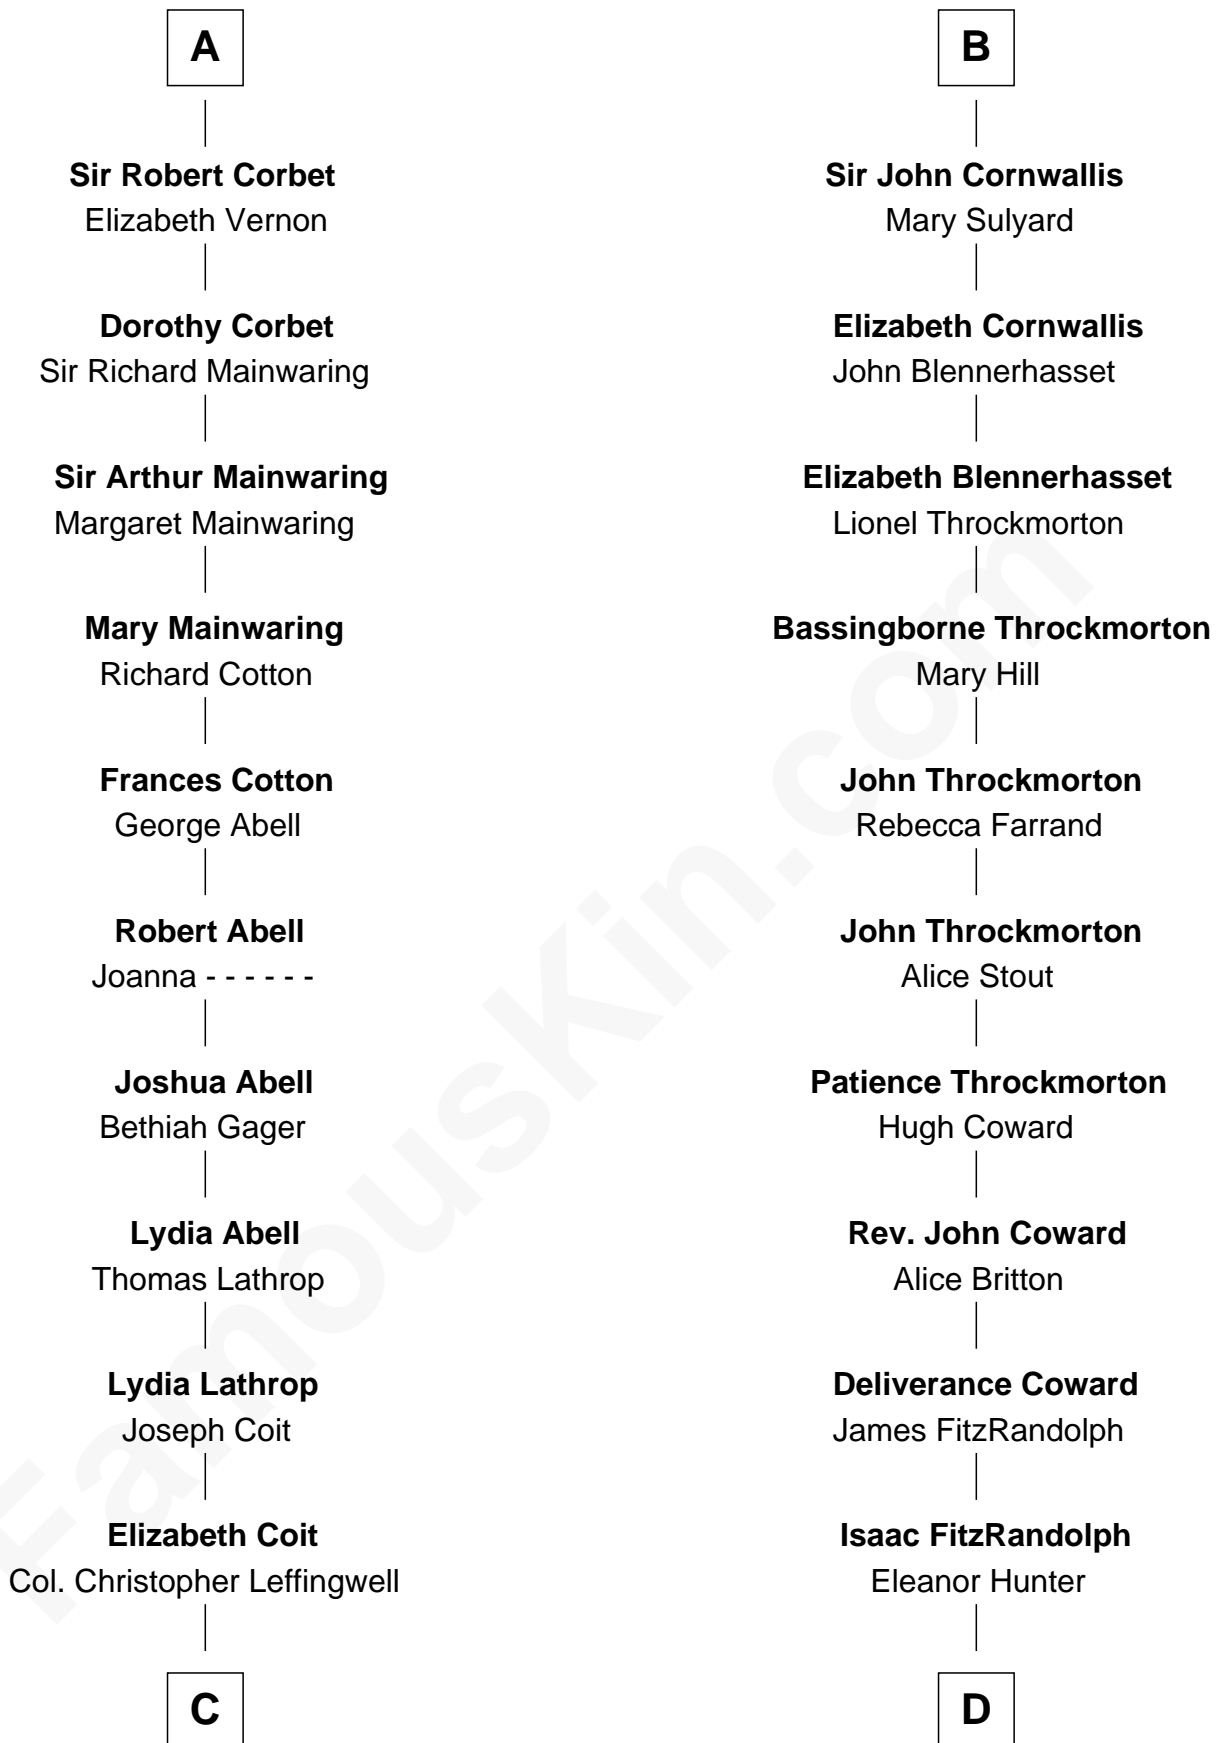 A
Sir Robert Corbet
Elizabeth Vernon
Dorothy Corbet
Sir Richard Mainwaring
Sir Arthur Mainwaring
Margaret Mainwaring
Mary Mainwaring
Richard Cotton
Frances Cotton
George Abell
Robert Abell
Joanna - - - - - -
Joshua Abell
Bethiah Gager
Lydia Abell
Thomas Lathrop
Lydia Lathrop
Joseph Coit
Elizabeth Coit
Col. Christopher Leffingwell
C
B
Sir John Cornwallis
Mary Sulyard
Elizabeth Cornwallis
John Blennerhasset
Elizabeth Blennerhasset
Lionel Throckmorton
Bassingborne Throckmorton
Mary Hill
John Throckmorton
Rebecca Farrand
John Throckmorton
Alice Stout
Patience Throckmorton
Hugh Coward
Rev. John Coward
Alice Britton
Deliverance Coward
James FitzRandolph
Isaac FitzRandolph
Eleanor Hunter
D
FamousKin.com